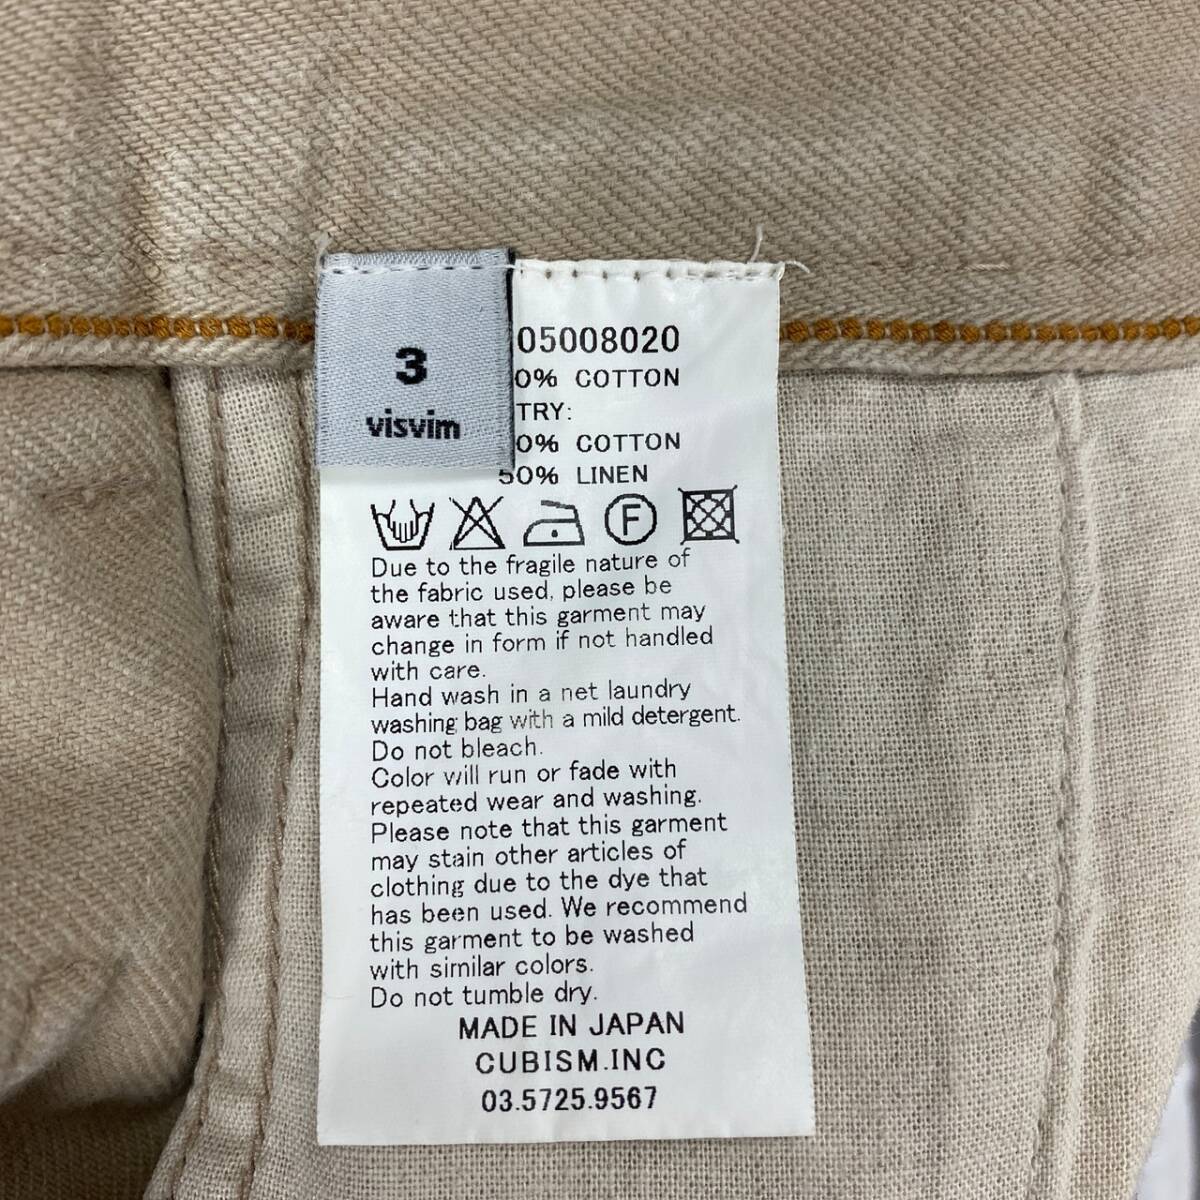 3
visvim
05008020
0% COTTON
TRY:
0% COTTON
50% LINEN
F
Due to the fragile nature of
the fabric used, please be
aware that this garment may
change in form if not handled
with care.
Hand wash in a net laundry
washing bag with a mild detergent.
Do not bleach.
Color will run or fade with
repeated wear and washing.
Please note that this garment
may stain other articles of
clothing due to the dye that
has been used. We recommend
this garment to be washed
with similar colors.
Do not tumble dry.
MADE IN JAPAN
CUBISM.INC
03.5725.9567